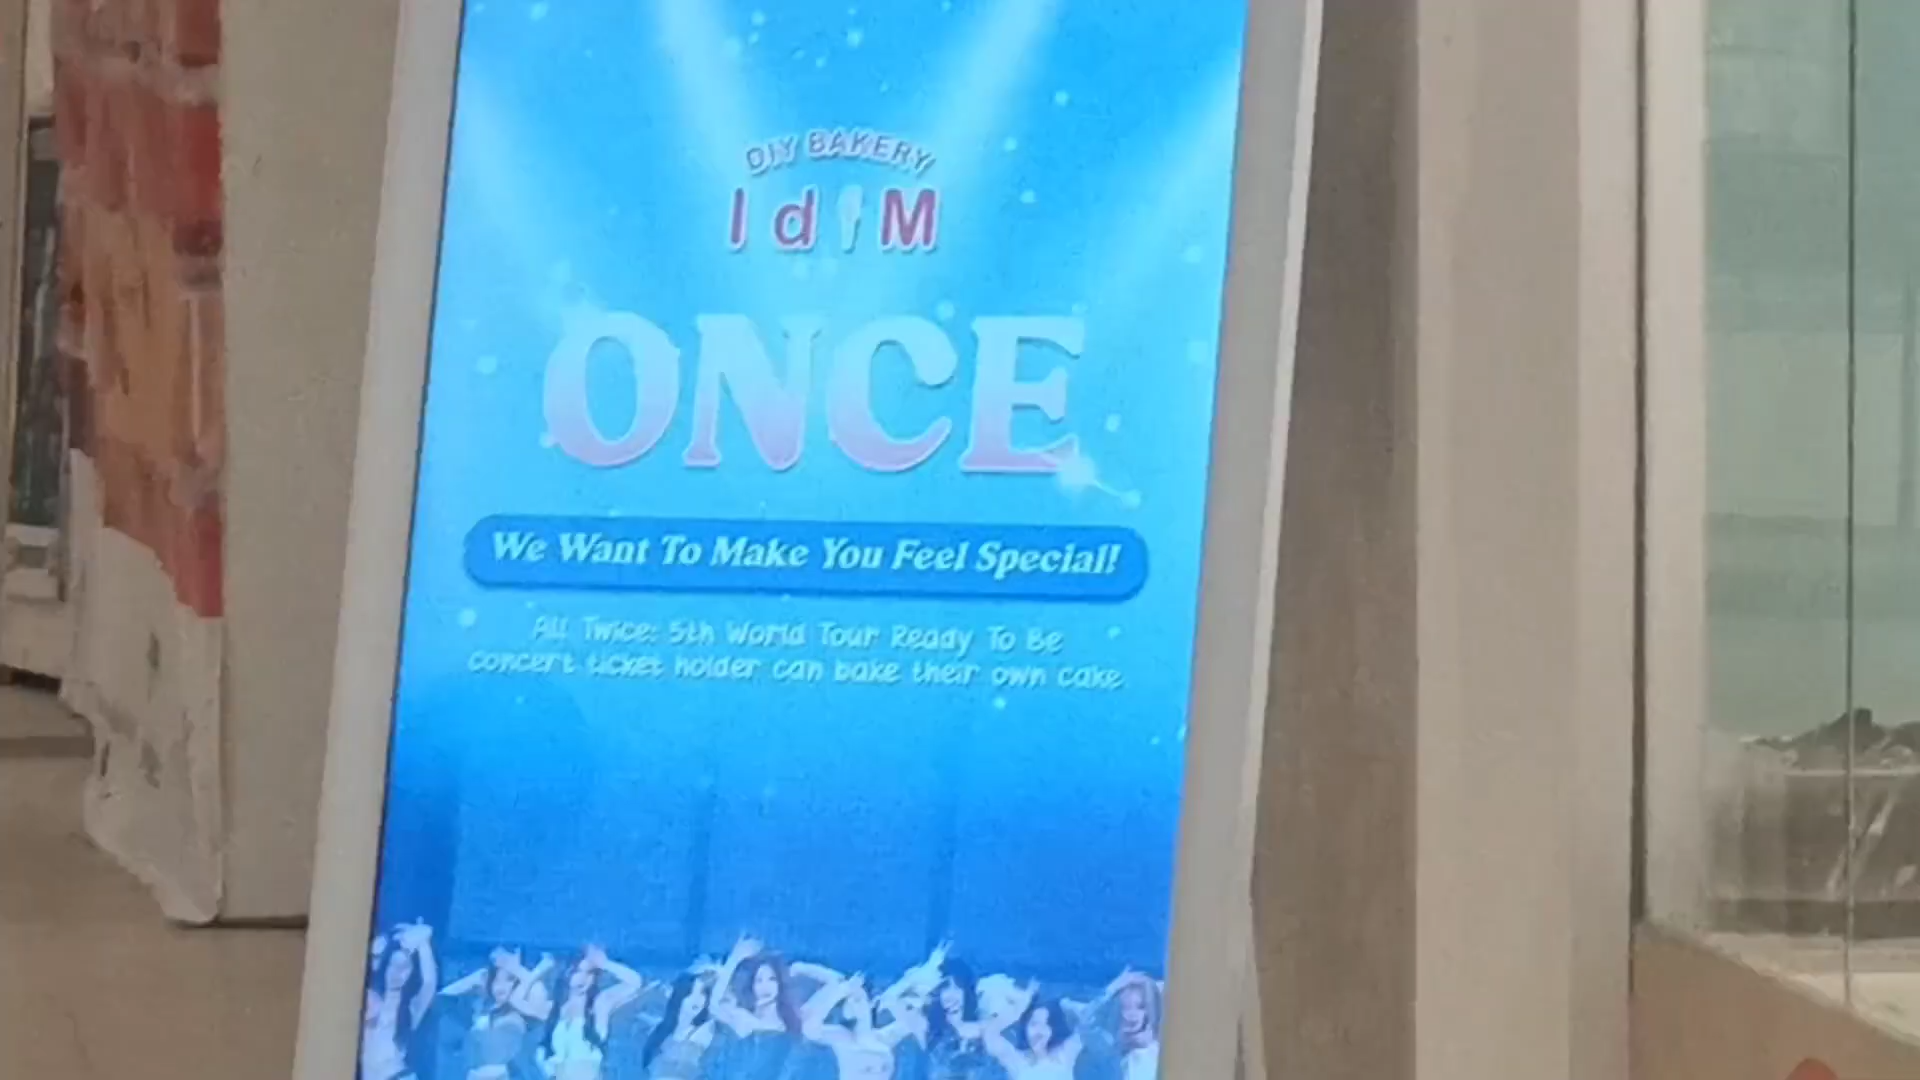 DIY BAKERY
I d M
ONCE
We Want To Make You Feel Special!
All Twice: 5th World Tour Ready To Be
concert ticket holder can bake their own cake